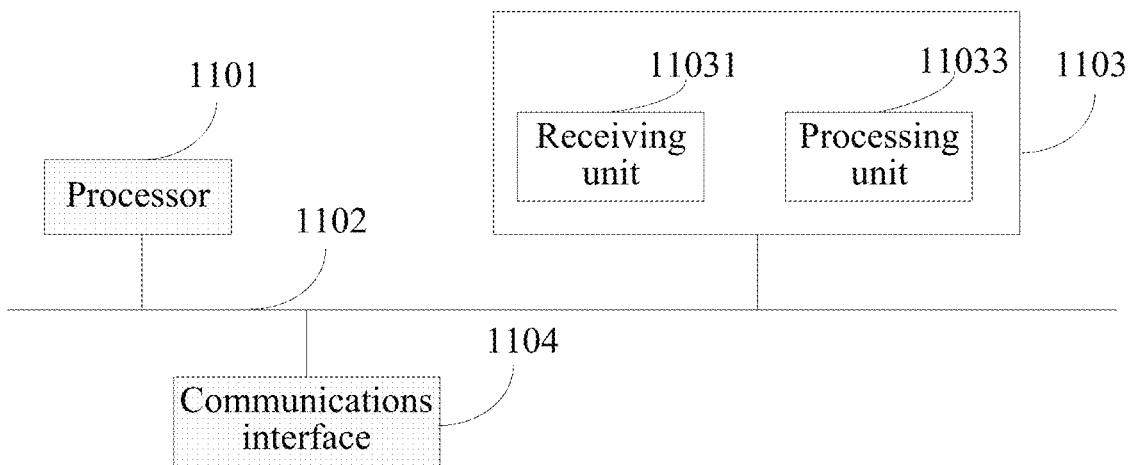 1101
11031
11033
1103
Processor
Receiving
unit
Processing
unit
1102
1104
Communications
interface